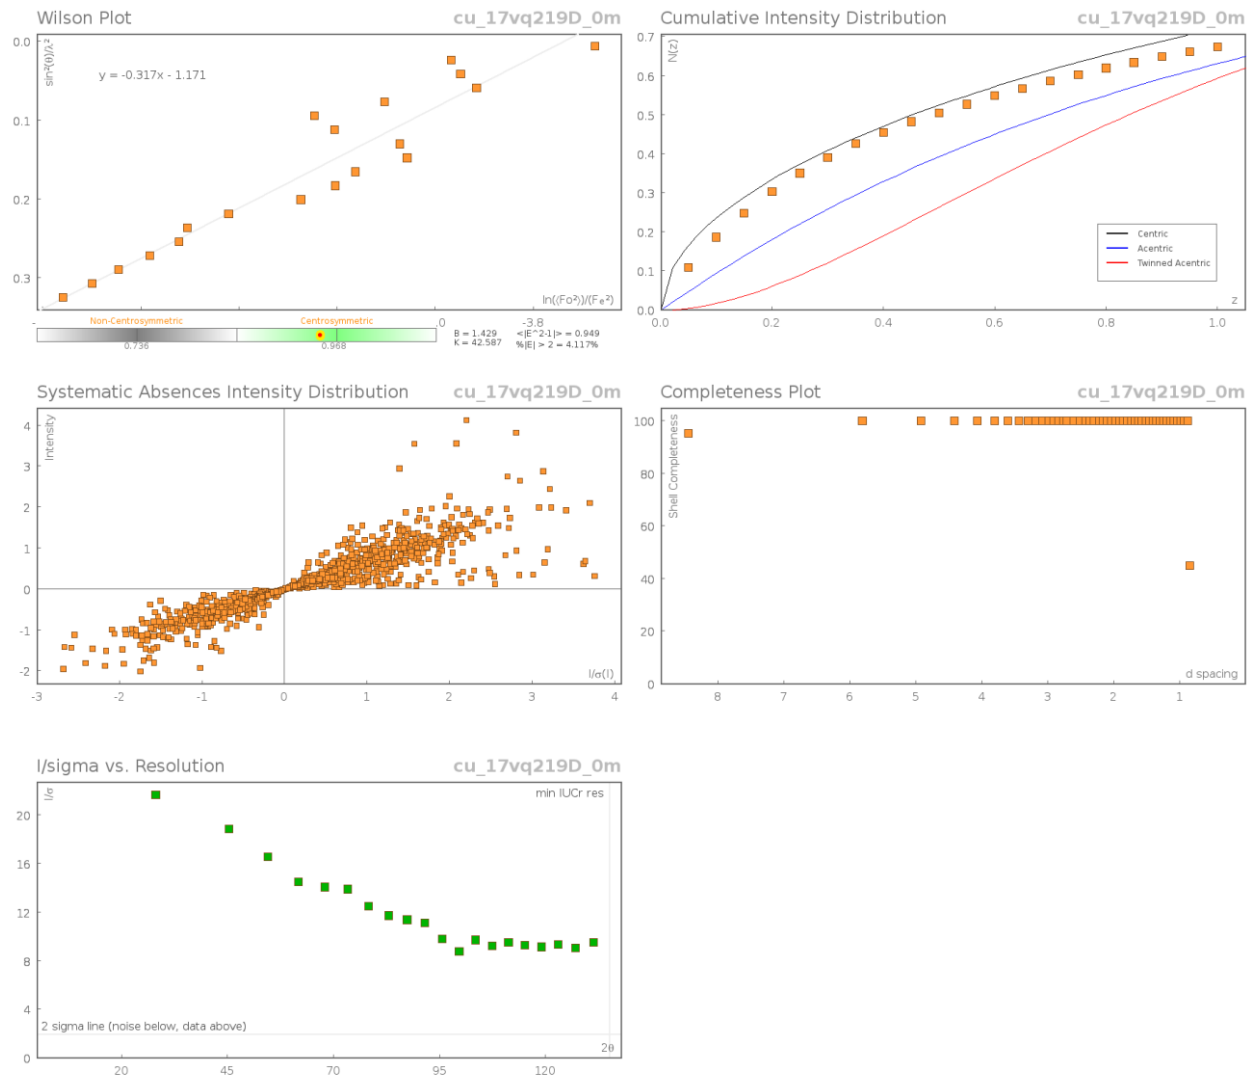 Wilson Plot cu_17vq219D_0m
sin²(θ)/λ²
0.0
0.1
0.2
0.3
y = -0.317x - 1.171
ln(⟨Fo²⟩)/(Fe²)
-3.8
Non-Centrosymmetric Centrosymmetric
0.736 0.968
B = 1.429 <|E^2-1|> = 0.949
K = 42.587 %|E| > 2 = 4.117%
Cumulative Intensity Distribution cu_17vq219D_0m
N(z)
0.7
0.6
0.5
0.4
0.3
0.2
0.1
0.0
Centric
Acentric
Twinned Acentric
z
0.0 0.2 0.4 0.6 0.8 1.0
Systematic Absences Intensity Distribution cu_17vq219D_0m
Intensity
4
3
2
1
0
-1
-2
I/σ(I)
-3 -2 -1 0 1 2 3 4
Completeness Plot cu_17vq219D_0m
Shell Completeness
100
80
60
40
20
0
d spacing
8 7 6 5 4 3 2 1
I/sigma vs. Resolution cu_17vq219D_0m
I/σ
min IUCr res
20
16
12
8
4
0
2 sigma line (noise below, data above)
2θ
20 45 70 95 120